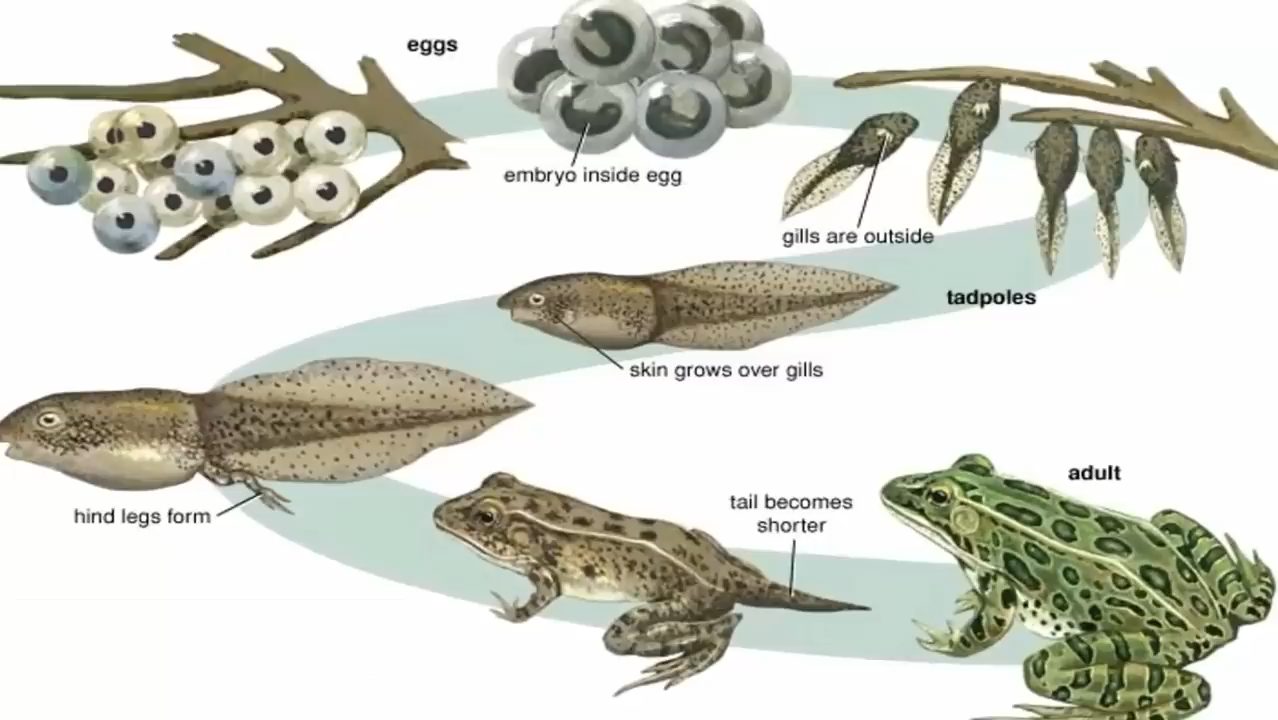 eggs
embryo inside egg
gills are outside
tadpoles
skin grows over gills
hind legs form
tail becomes
shorter
adult